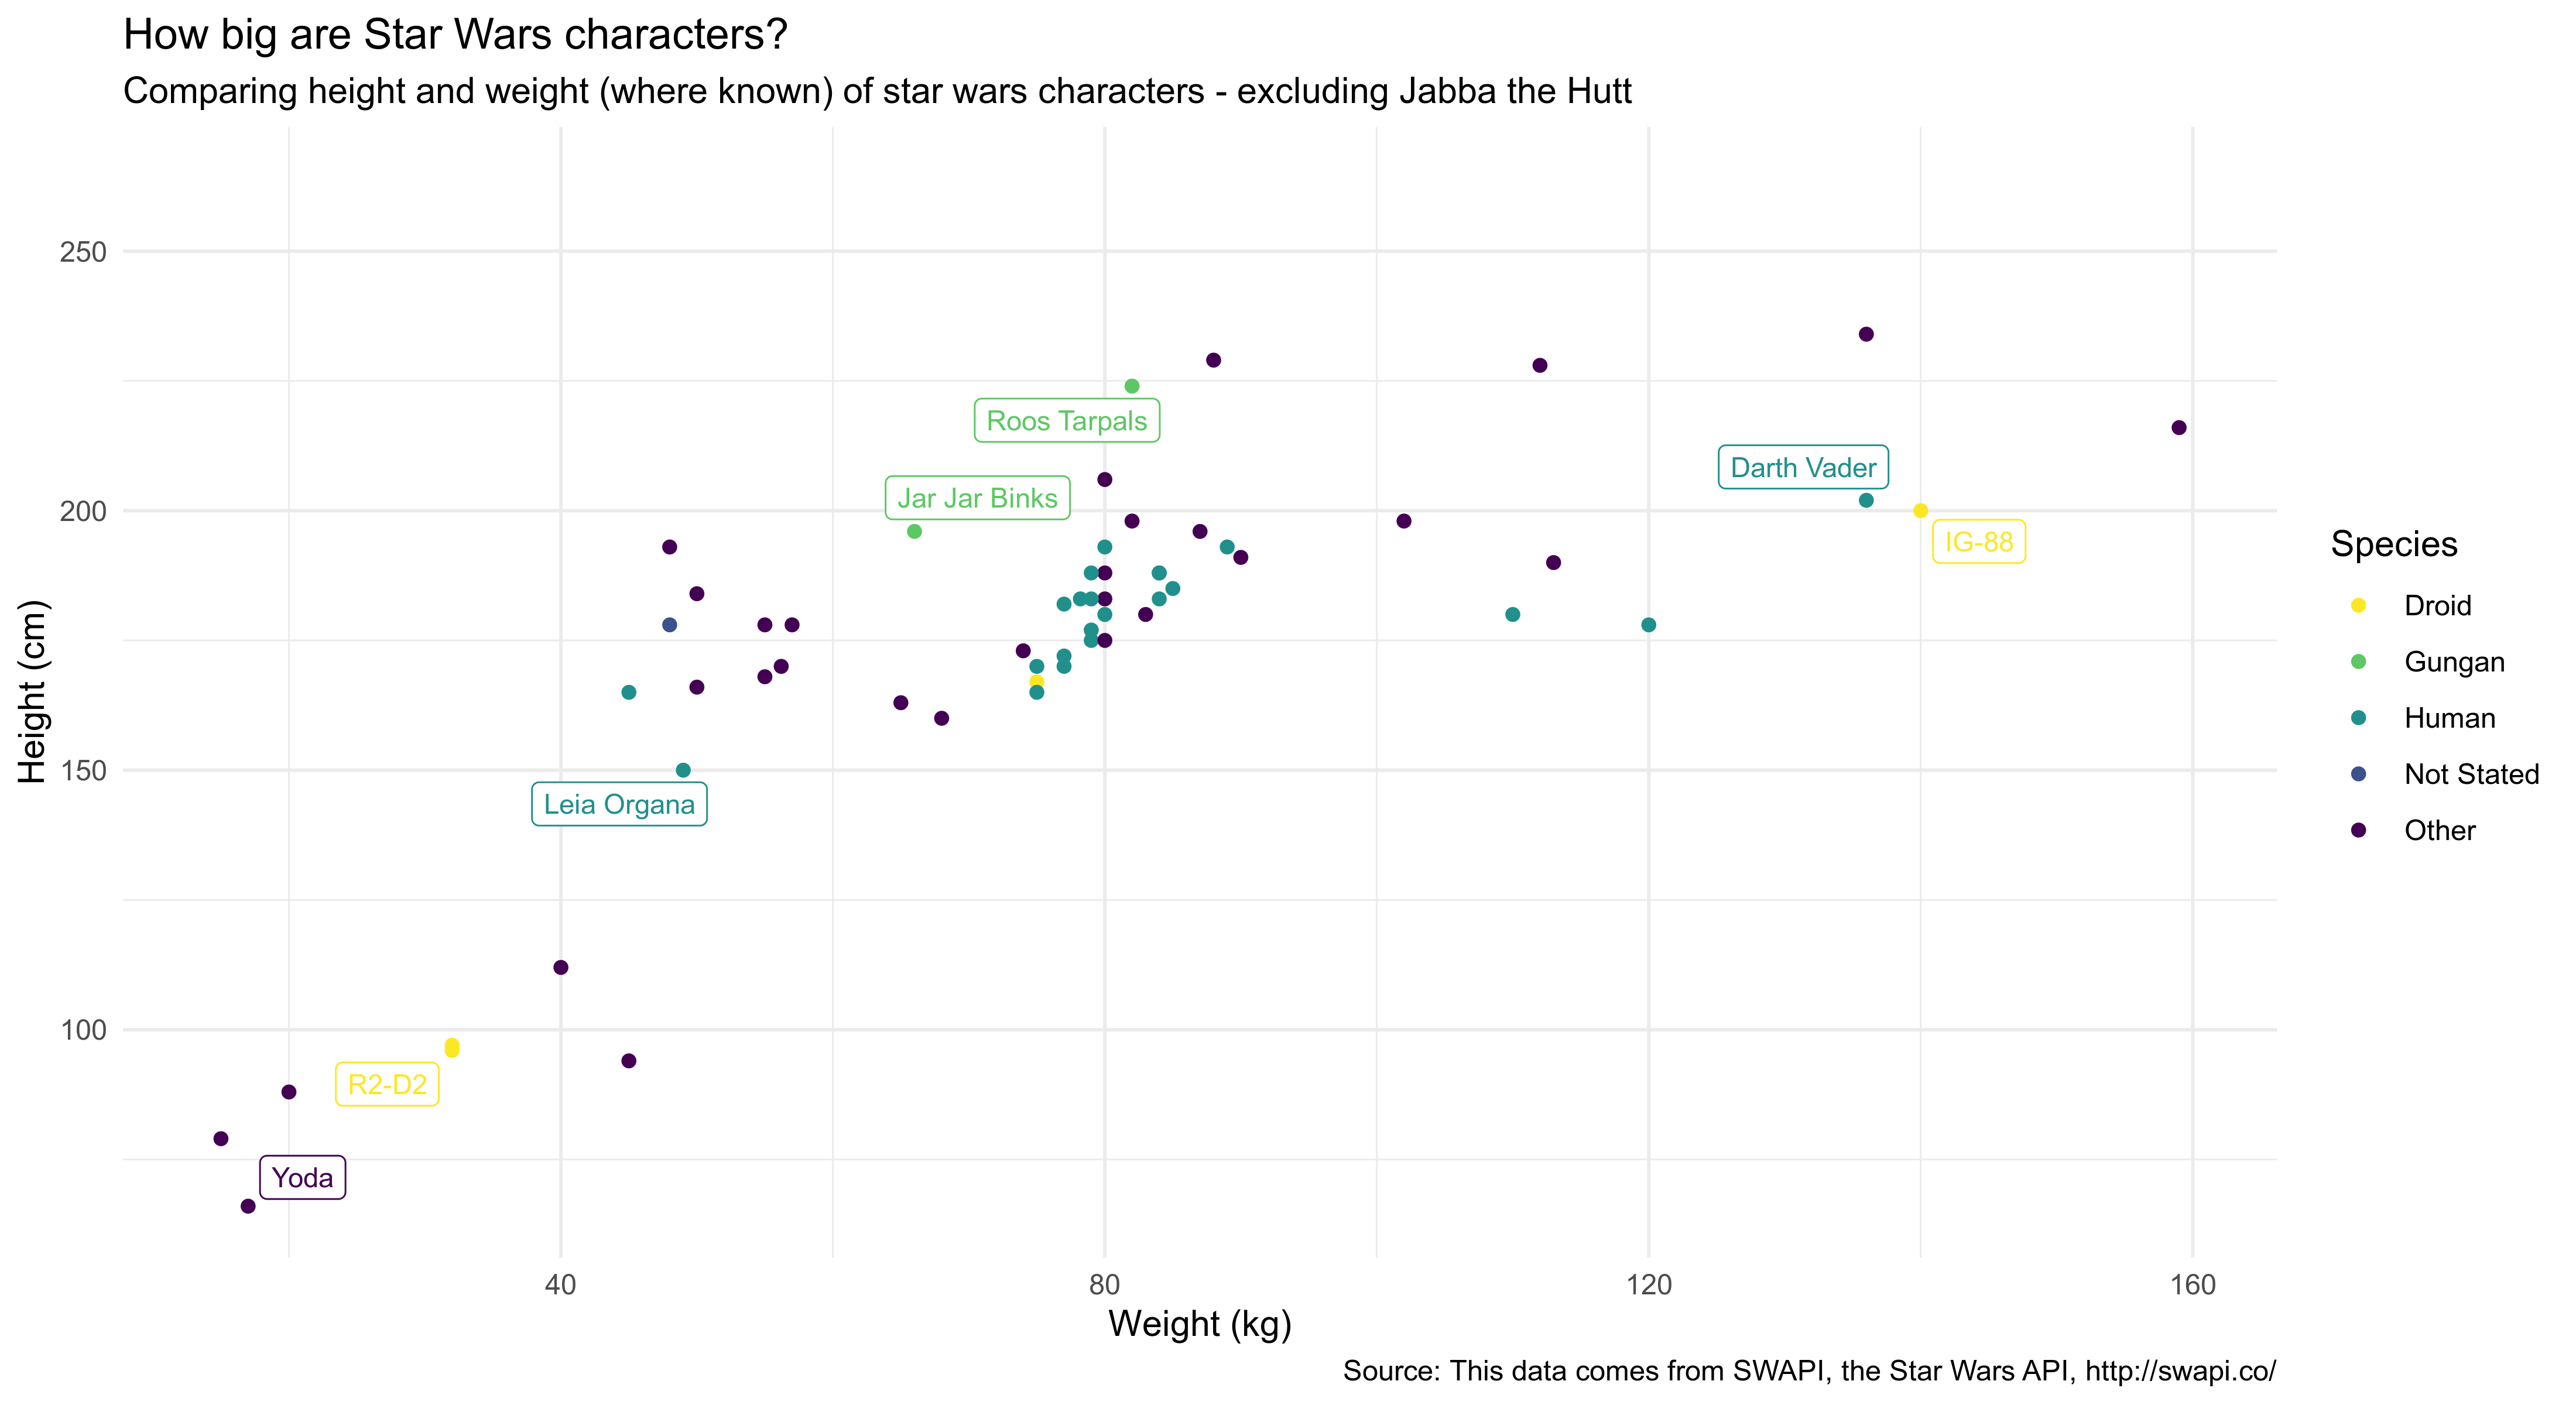 How big are Star Wars characters?
Comparing height and weight (where known) of star wars characters - excluding Jabba the Hutt
250
200
150
100
Height (cm)
Roos Tarpals
Jar Jar Binks
Darth Vader
IG-88
Leia Organa
R2-D2
Yoda
Species
Droid
Gungan
Human
Not Stated
Other
40
80
120
160
Weight (kg)
Source: This data comes from SWAPI, the Star Wars API, http://swapi.co/